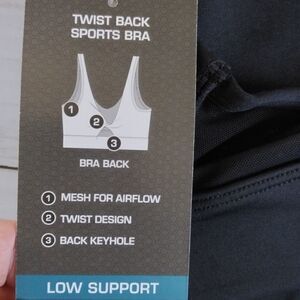 TWIST BACK
SPORTS BRA
1
2
3
BRA BACK
1 MESH FOR AIRFLOW
2 TWIST DESIGN
3 BACK KEYHOLE
LOW SUPPORT